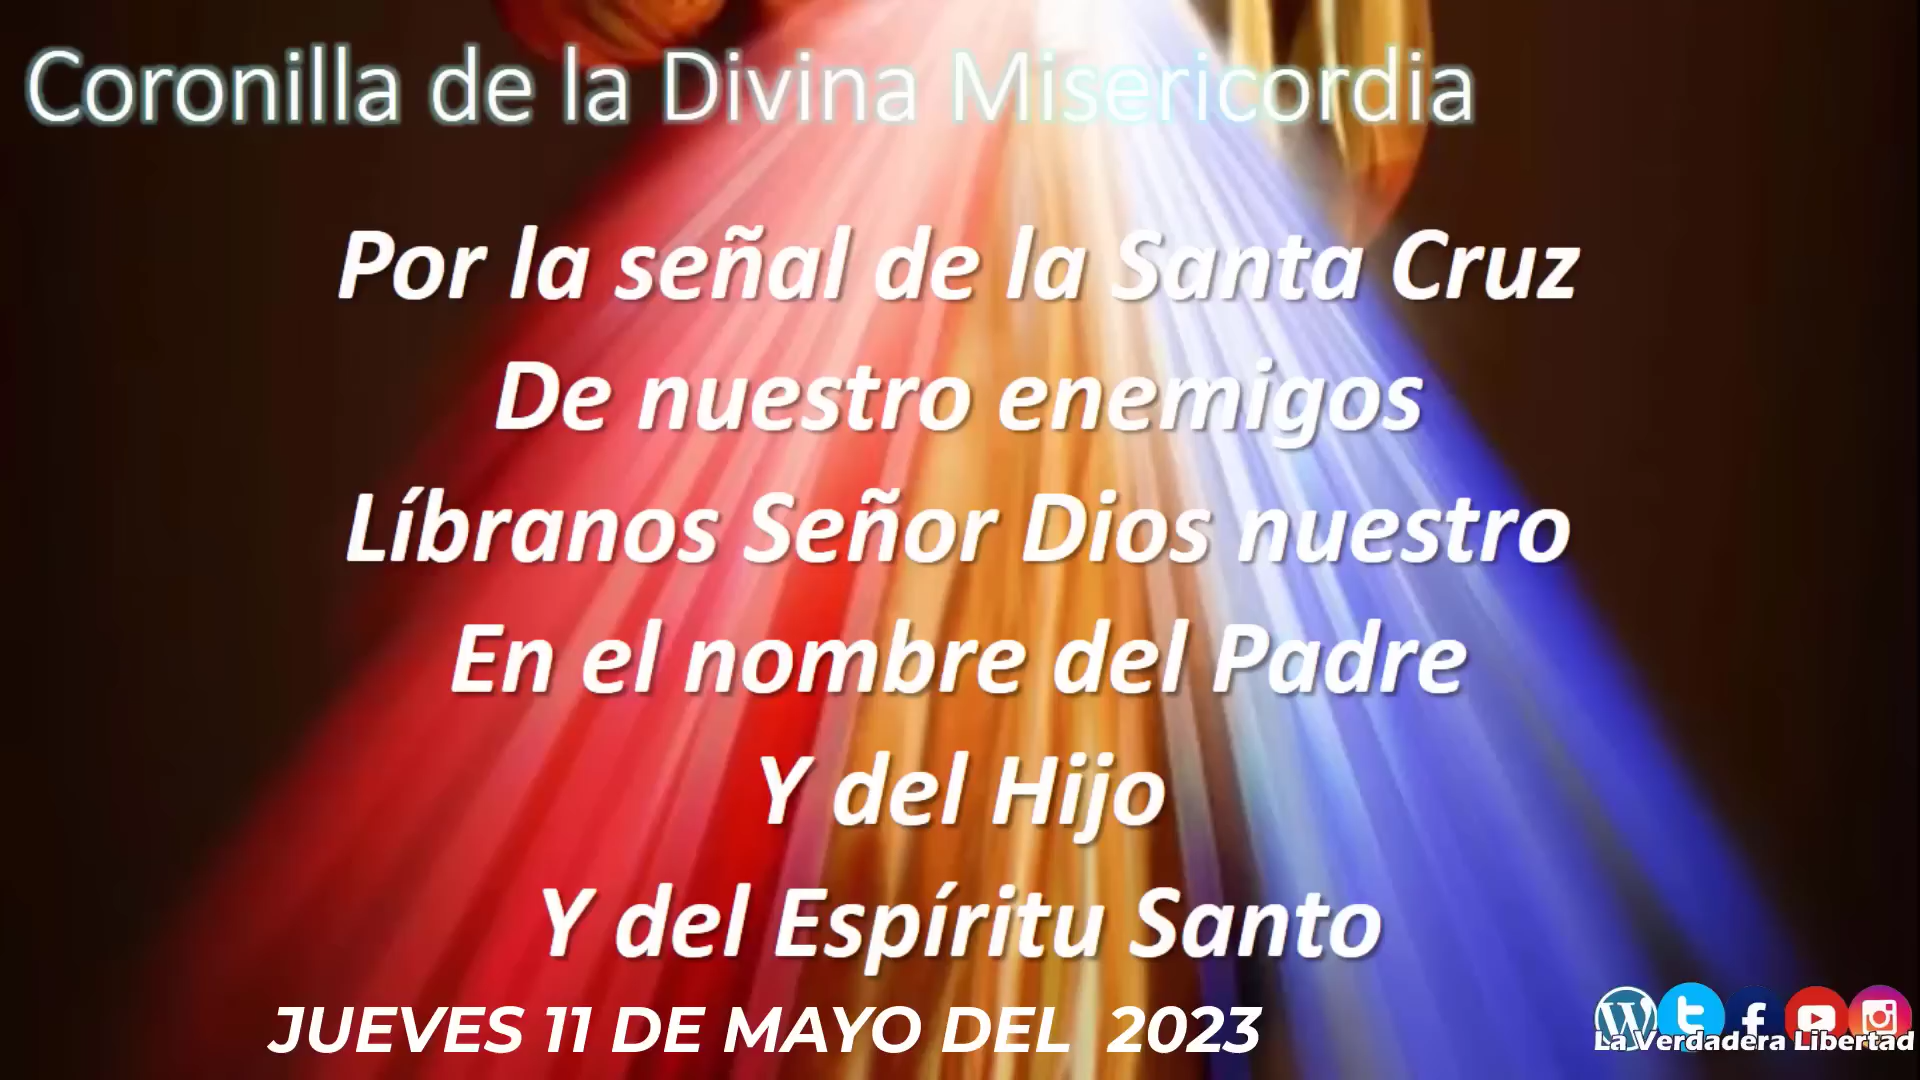 Coronilla de la Divina Misericordia
Por la señal de la Santa Cruz
De nuestro enemigos
Líbranos Señor Dios nuestro
En el nombre del Padre
Y del Hijo
Y del Espíritu Santo
JUEVES 11 DE MAYO DEL 2023
La Verdadera Libertad